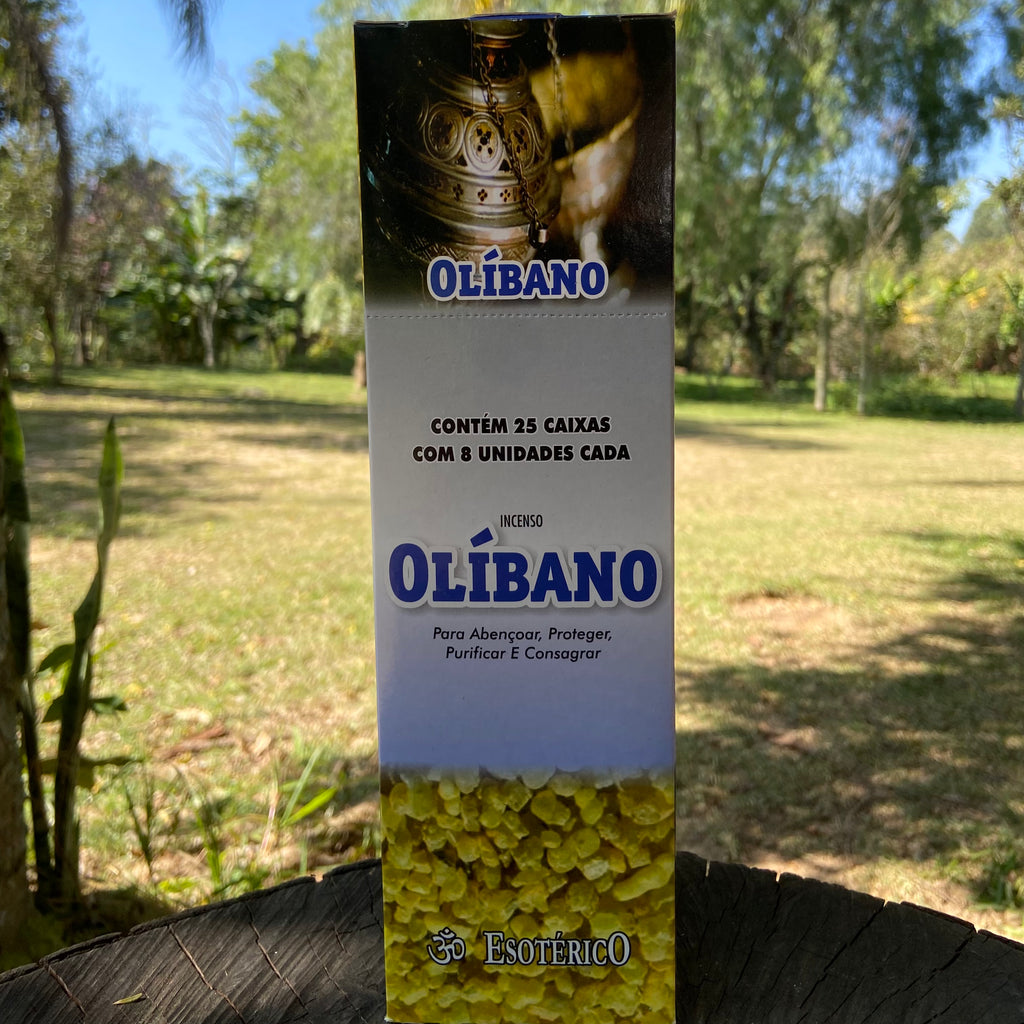 OLÍBANO
CONTÉM 25 CAIXAS
COM 8 UNIDADES CADA
INCENSO
OLÍBANO
Para Abençoar, Proteger,
Purificar E Consagrar
ॐ ESOTÉRICO